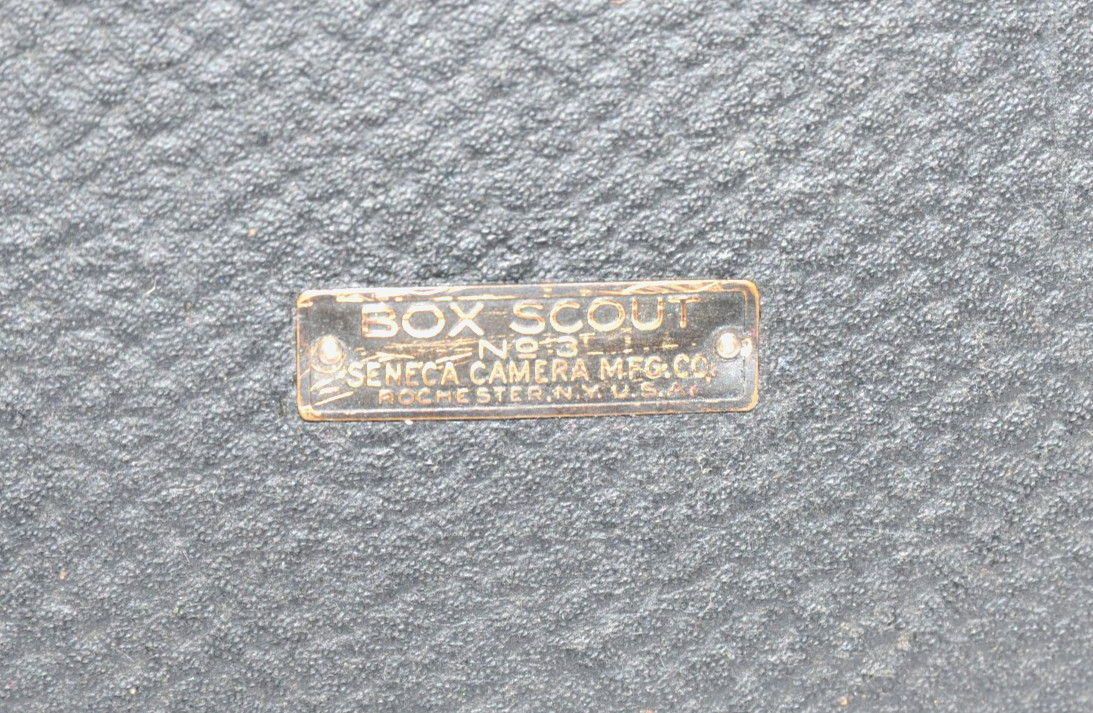 BOX SCOUT
No 3
SENECA CAMERA MFG. CO.
ROCHESTER, N.Y. U.S.A.